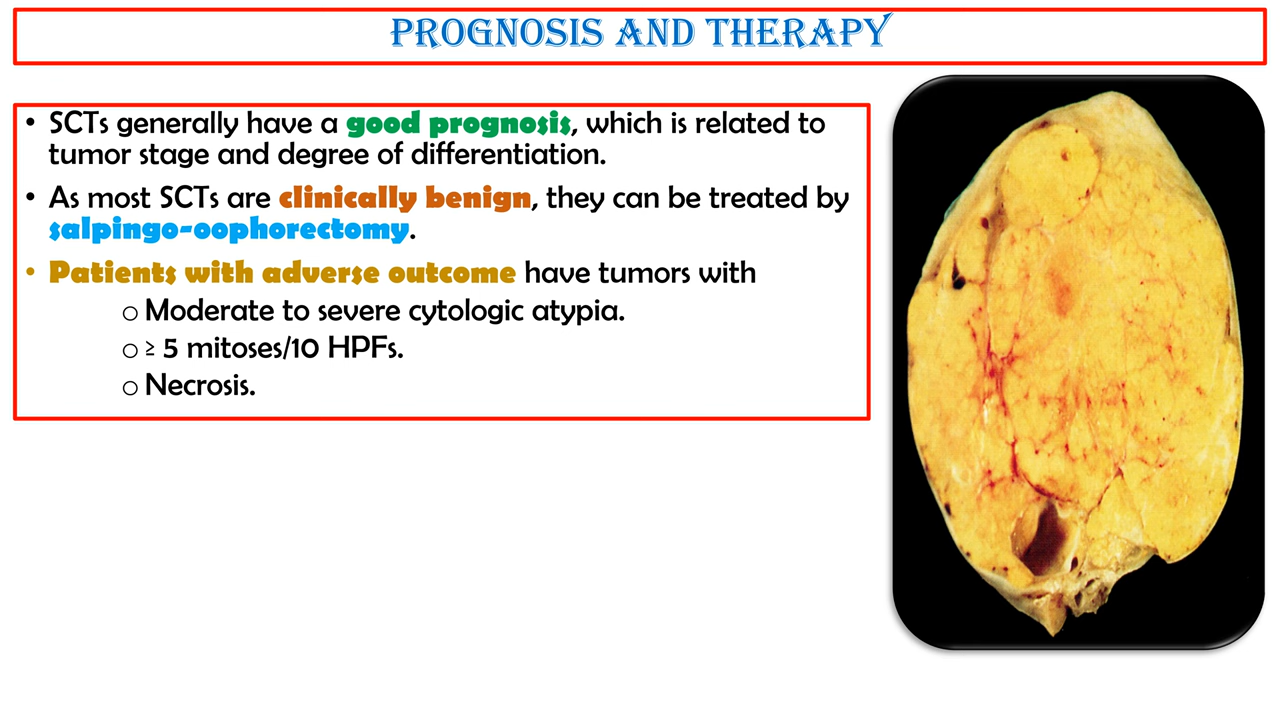 PROGNOSIS AND THERAPY
• SCTs generally have a good prognosis, which is related to
tumor stage and degree of differentiation.
• As most SCTs are clinically benign, they can be treated by
salpingo-oophorectomy.
• Patients with adverse outcome have tumors with
o Moderate to severe cytologic atypia.
o ≥ 5 mitoses/10 HPFs.
o Necrosis.